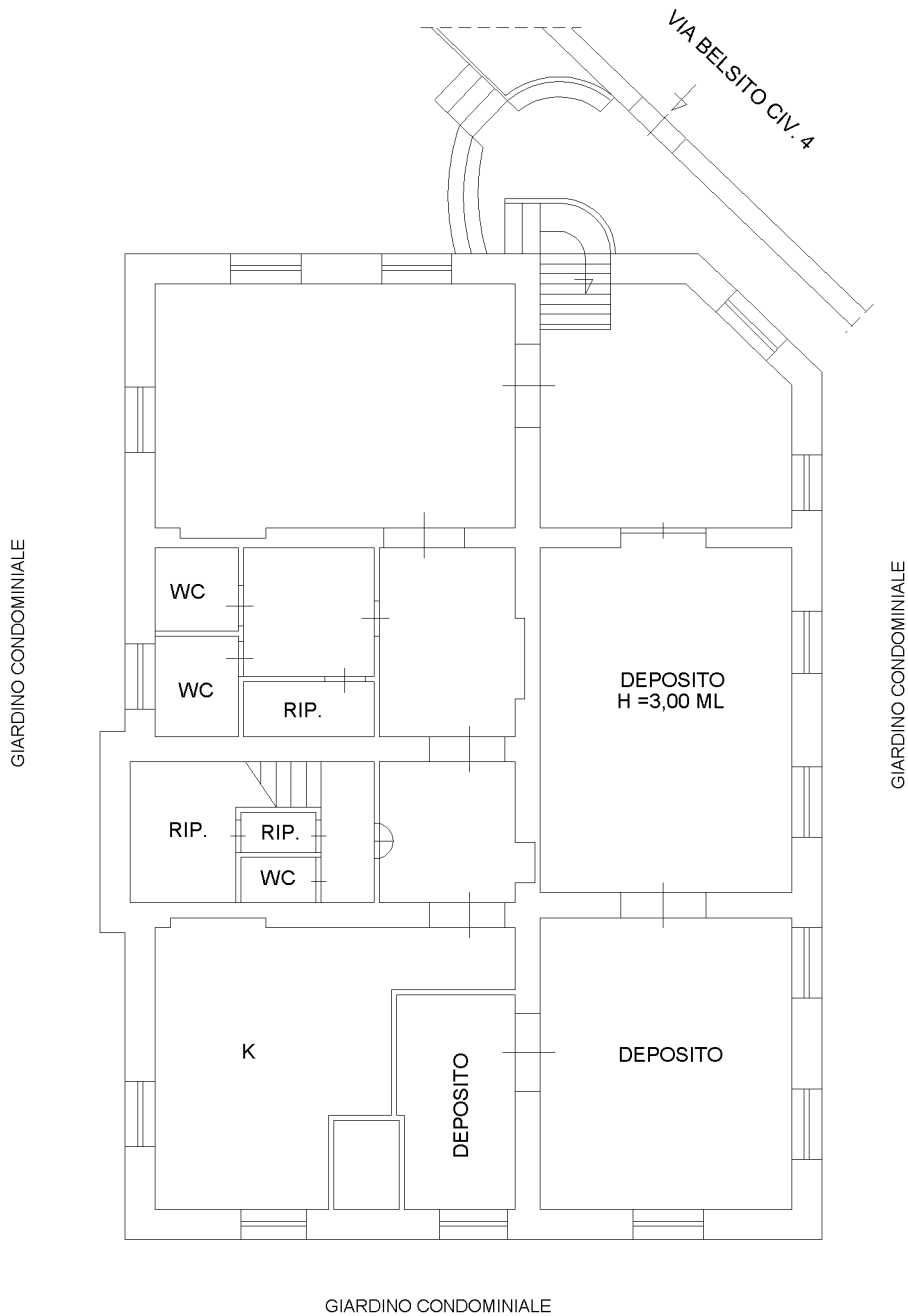 VIA BELSITO CIV. 4
GIARDINO CONDOMINIALE
GIARDINO CONDOMINIALE
WC
WC
DEPOSITO
H =3,00 ML
RIP.
RIP.
RIP.
WC
K
DEPOSITO
DEPOSITO
GIARDINO CONDOMINIALE